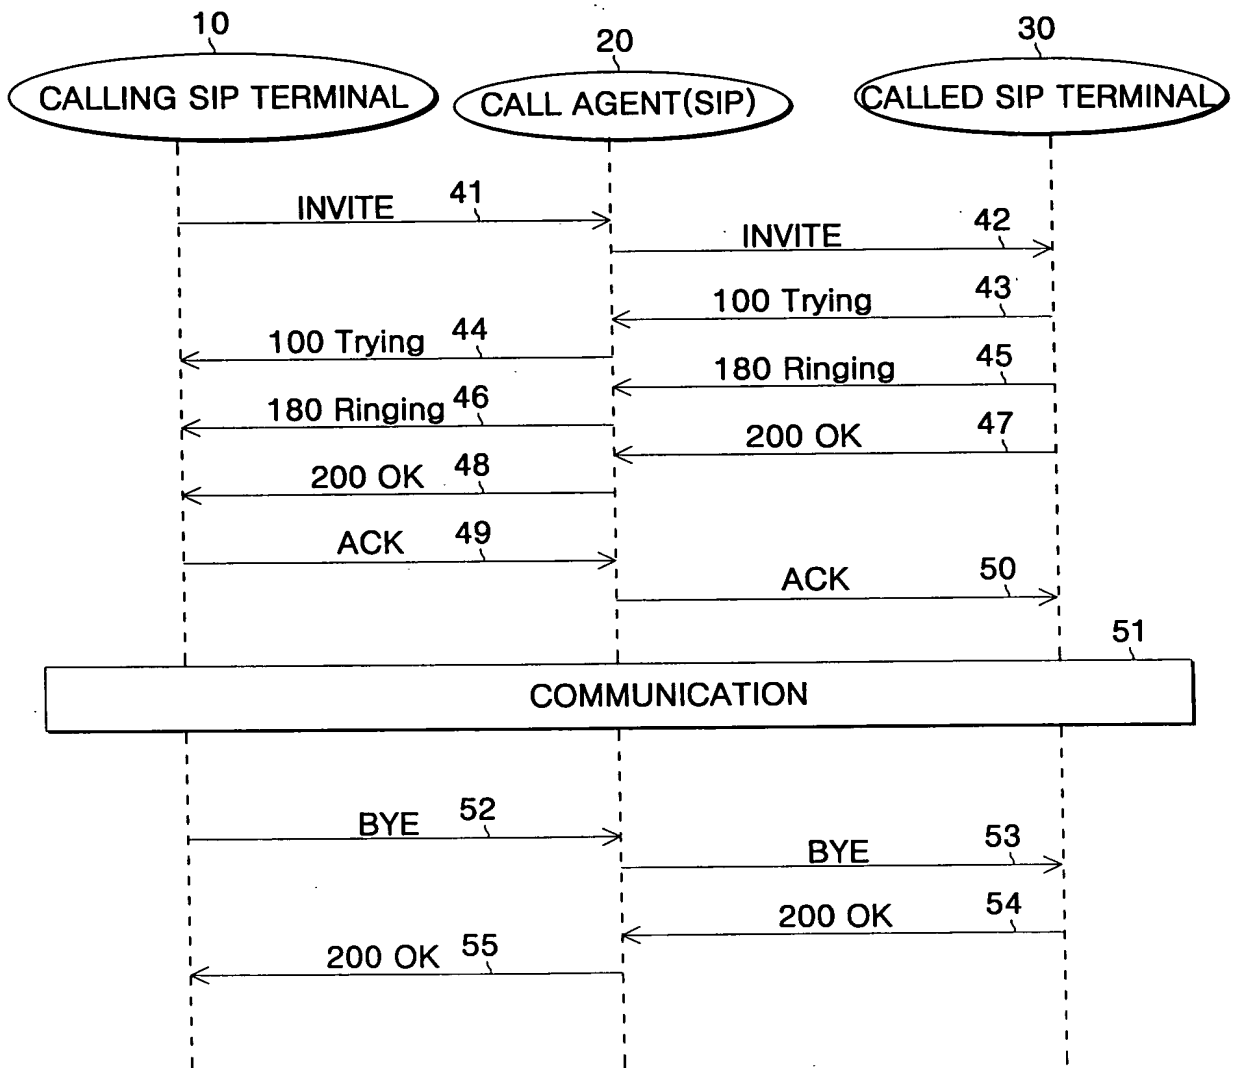 10
20
30
CALLING SIP TERMINAL
CALL AGENT(SIP)
CALLED SIP TERMINAL
INVITE 41
INVITE 42
100 Trying 43
100 Trying 44
180 Ringing 45
180 Ringing 46
200 OK 47
200 OK 48
ACK 49
ACK 50
51
COMMUNICATION
BYE 52
BYE 53
200 OK 54
200 OK 55